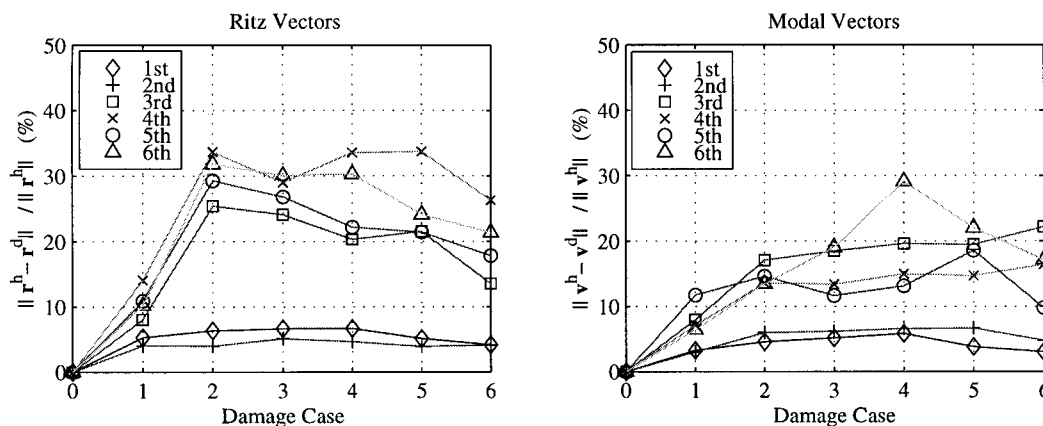 Ritz Vectors
50
40
30
20
10
0
1st
2nd
3rd
4th
5th
6th
|| r^h – r^d || / || r^h || (%)
0 1 2 3 4 5 6
Damage Case
Modal Vectors
50
40
30
20
10
0
1st
2nd
3rd
4th
5th
6th
|| v^h – v^d || / || v^h || (%)
0 1 2 3 4 5 6
Damage Case